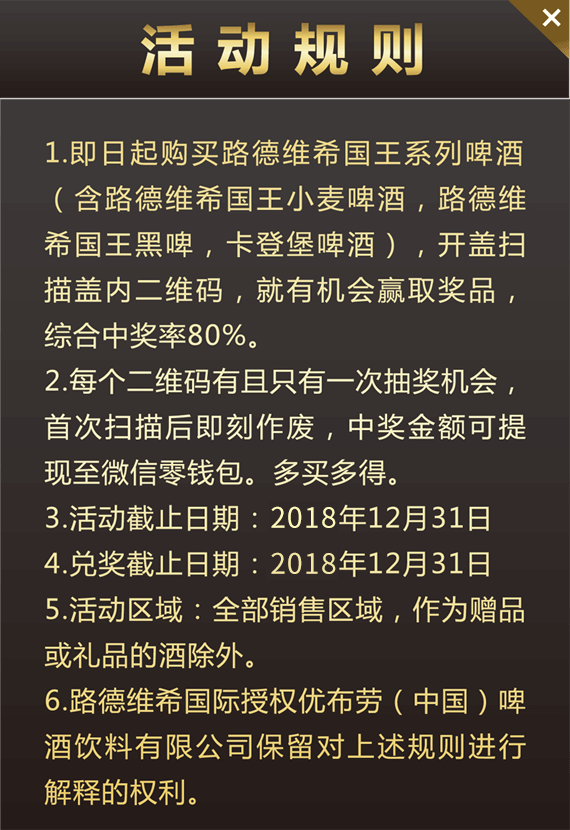 活动规则
1.即日起购买路德维希国王系列啤酒
（含路德维希国王小麦啤酒，路德维
希国王黑啤，卡登堡啤酒），开盖扫
描盖内二维码，就有机会赢取奖品，
综合中奖率80%。
2.每个二维码有且只有一次抽奖机会，
首次扫描后即刻作废，中奖金额可提
现至微信零钱包。多买多得。
3.活动截止日期：2018年12月31日
4.兑奖截止日期：2018年12月31日
5.活动区域：全部销售区域，作为赠品
或礼品的酒除外。
6.路德维希国际授权优布劳（中国）啤
酒饮料有限公司保留对上述规则进行
解释的权利。